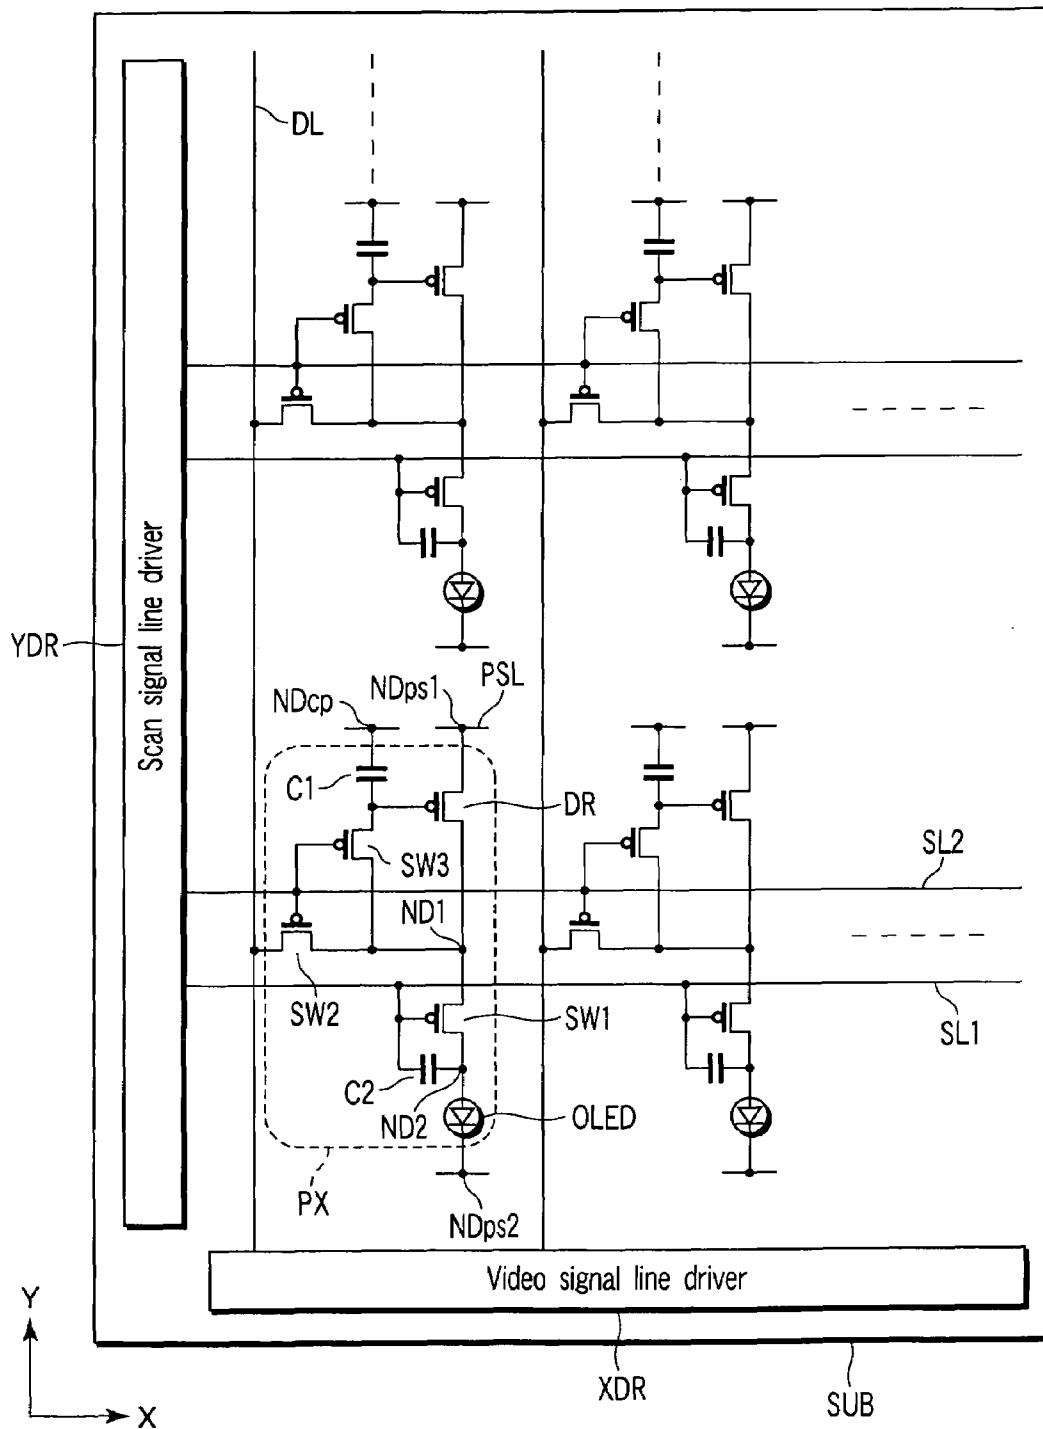 DL
Scan signal line driver
YDR
NDcp
NDps1
PSL
C1
DR
SW3
SL2
ND1
SW2
SW1
SL1
C2
ND2
OLED
PX
NDps2
Video signal line driver
Y
X
XDR
SUB